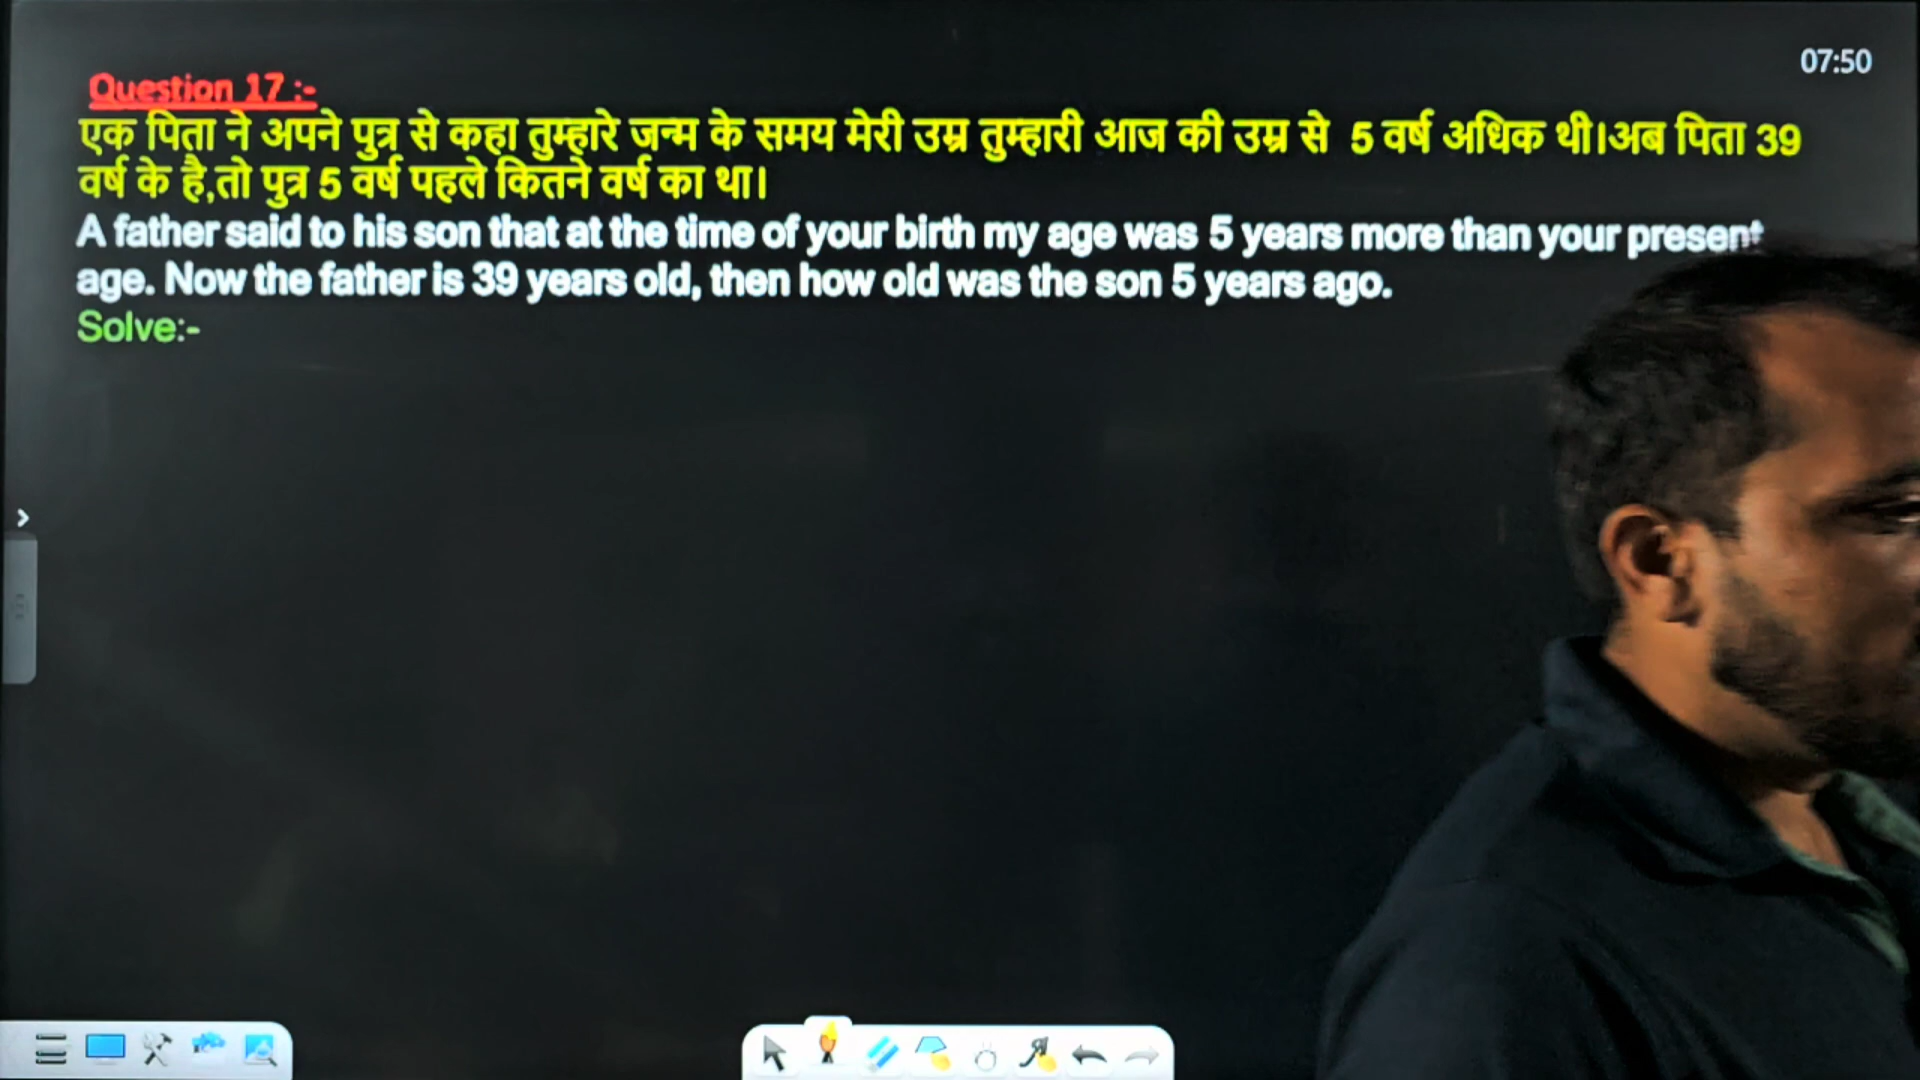 07:50
Question 17 :-
एक पिता ने अपने पुत्र से कहा तुम्हारे जन्म के समय मेरी उम्र तुम्हारी आज की उम्र से 5 वर्ष अधिक थी।अब पिता 39
वर्ष के है,तो पुत्र 5 वर्ष पहले कितने वर्ष का था।
A father said to his son that at the time of your birth my age was 5 years more than your present
age. Now the father is 39 years old, then how old was the son 5 years ago.
Solve:-